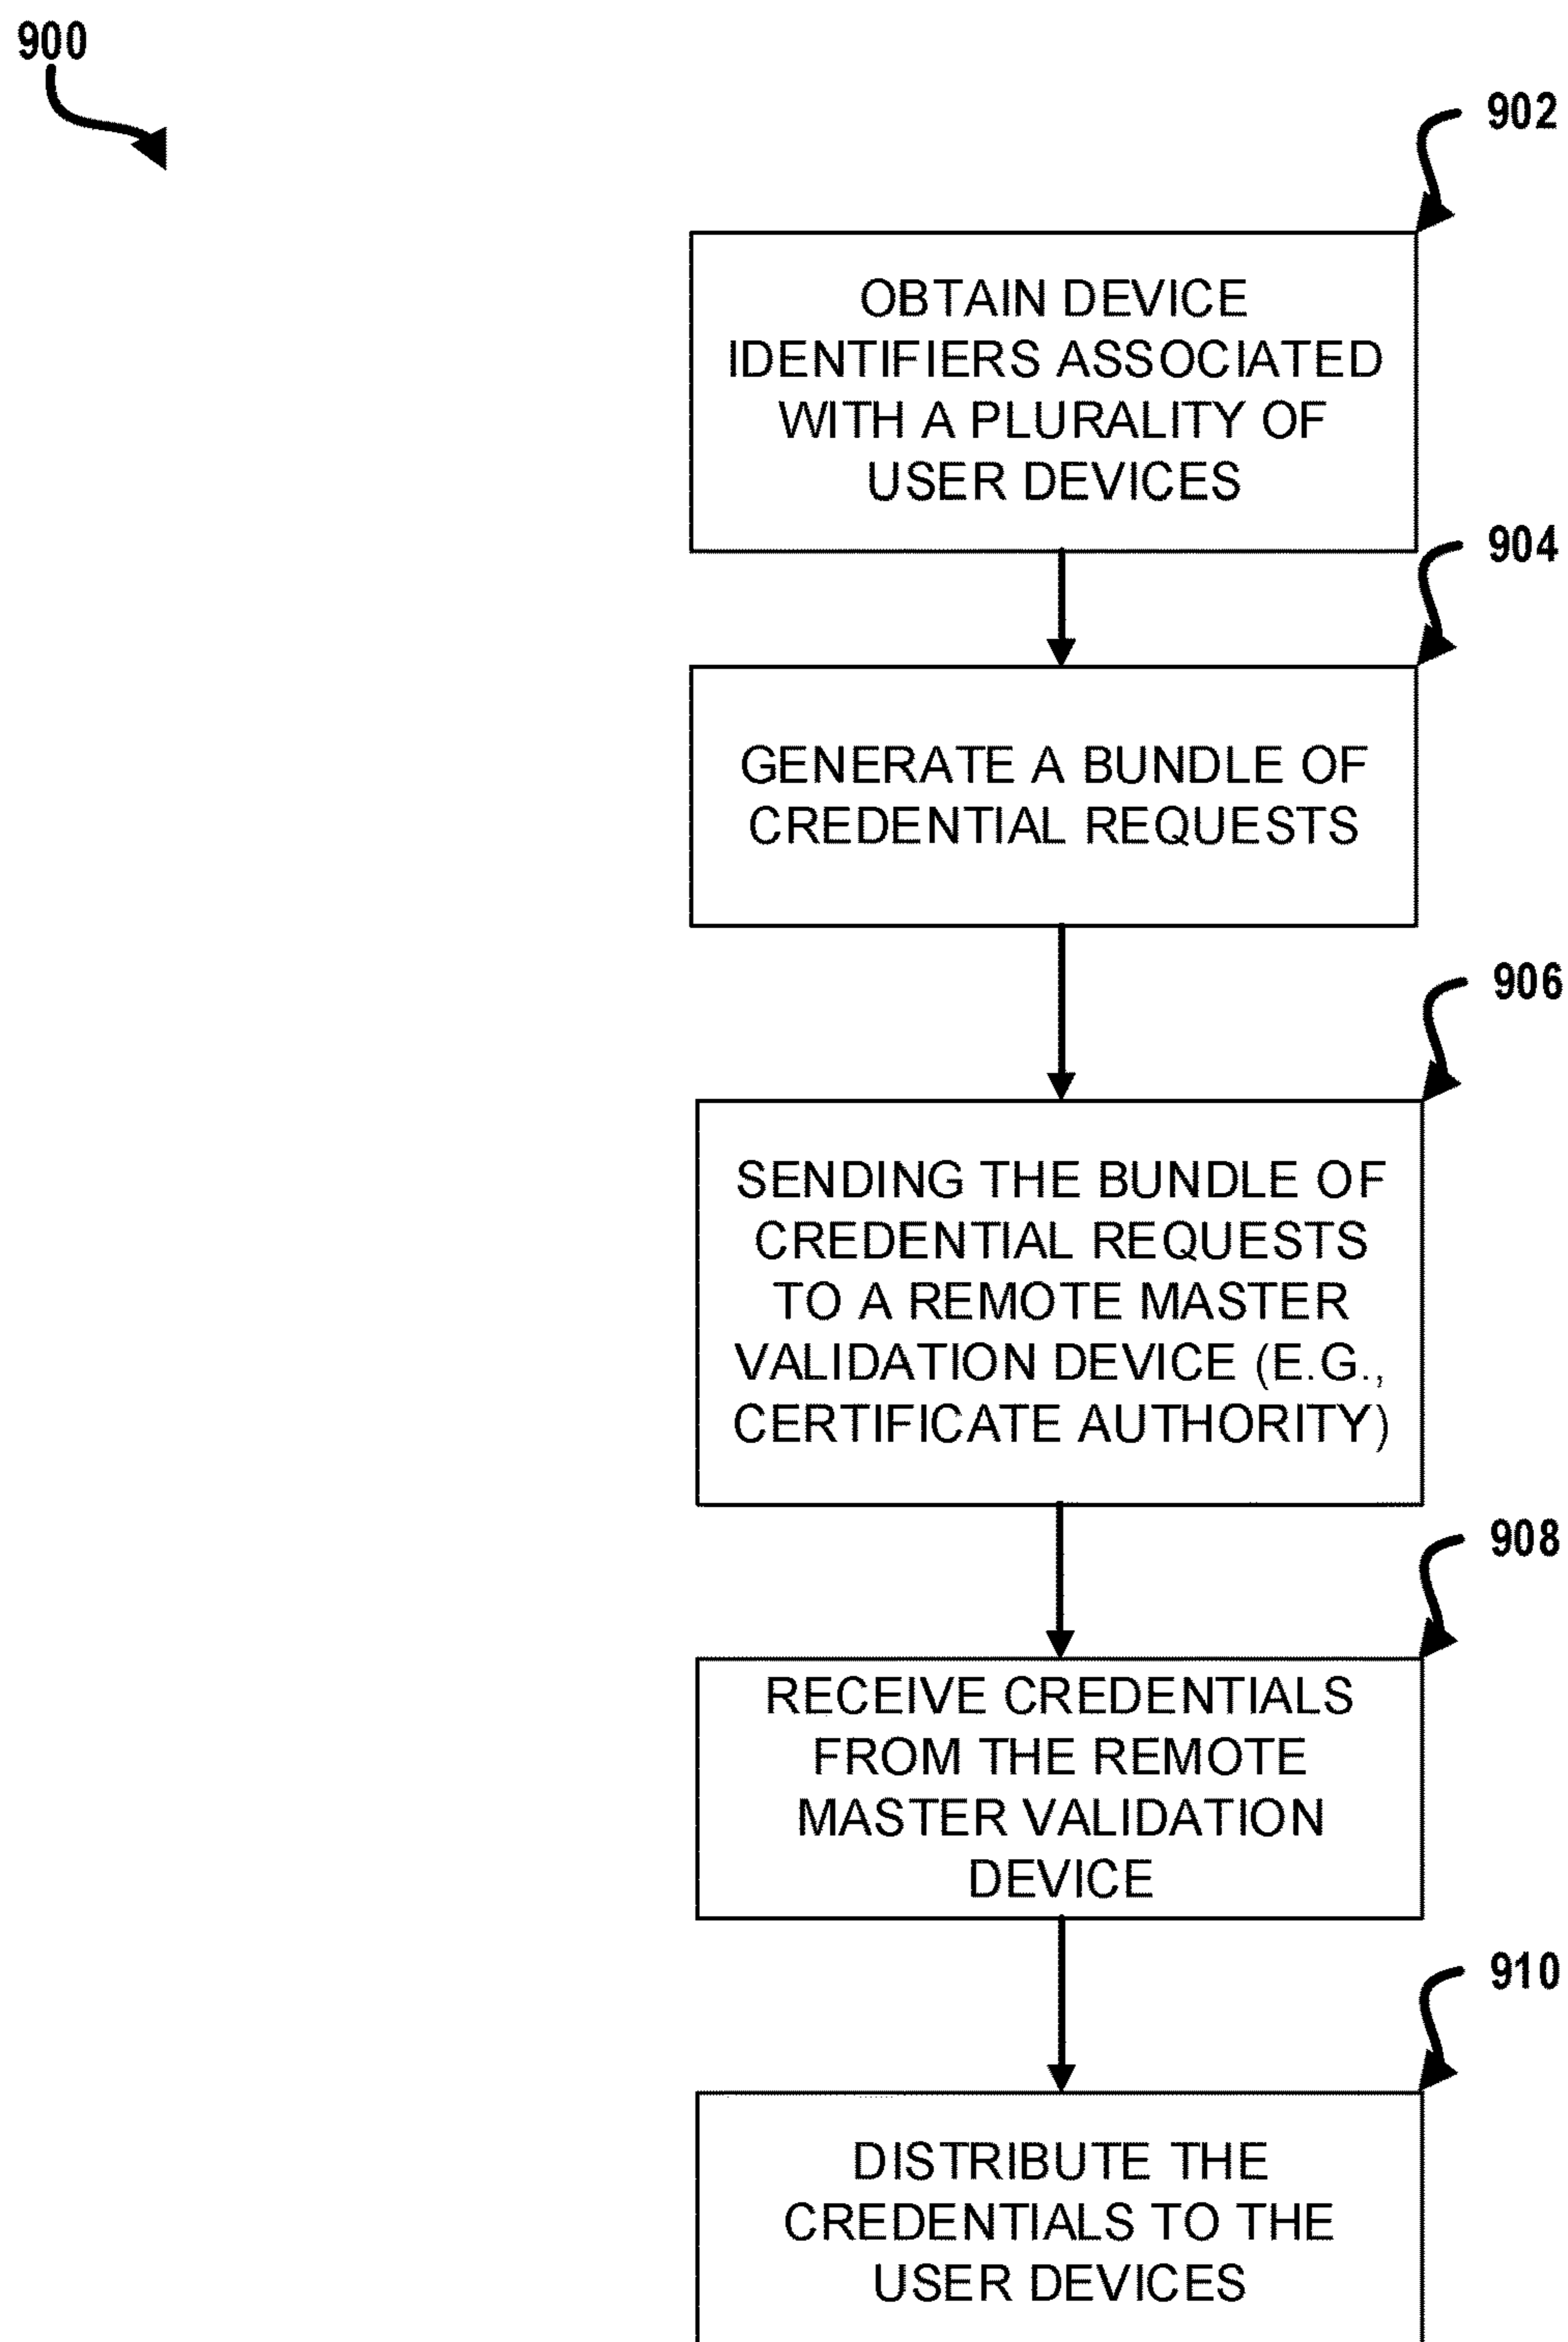 900
902
OBTAIN DEVICE
IDENTIFIERS ASSOCIATED
WITH A PLURALITY OF
USER DEVICES
904
GENERATE A BUNDLE OF
CREDENTIAL REQUESTS
906
SENDING THE BUNDLE OF
CREDENTIAL REQUESTS
TO A REMOTE MASTER
VALIDATION DEVICE (E.G.,
CERTIFICATE AUTHORITY)
908
RECEIVE CREDENTIALS
FROM THE REMOTE
MASTER VALIDATION
DEVICE
910
DISTRIBUTE THE
CREDENTIALS TO THE
USER DEVICES